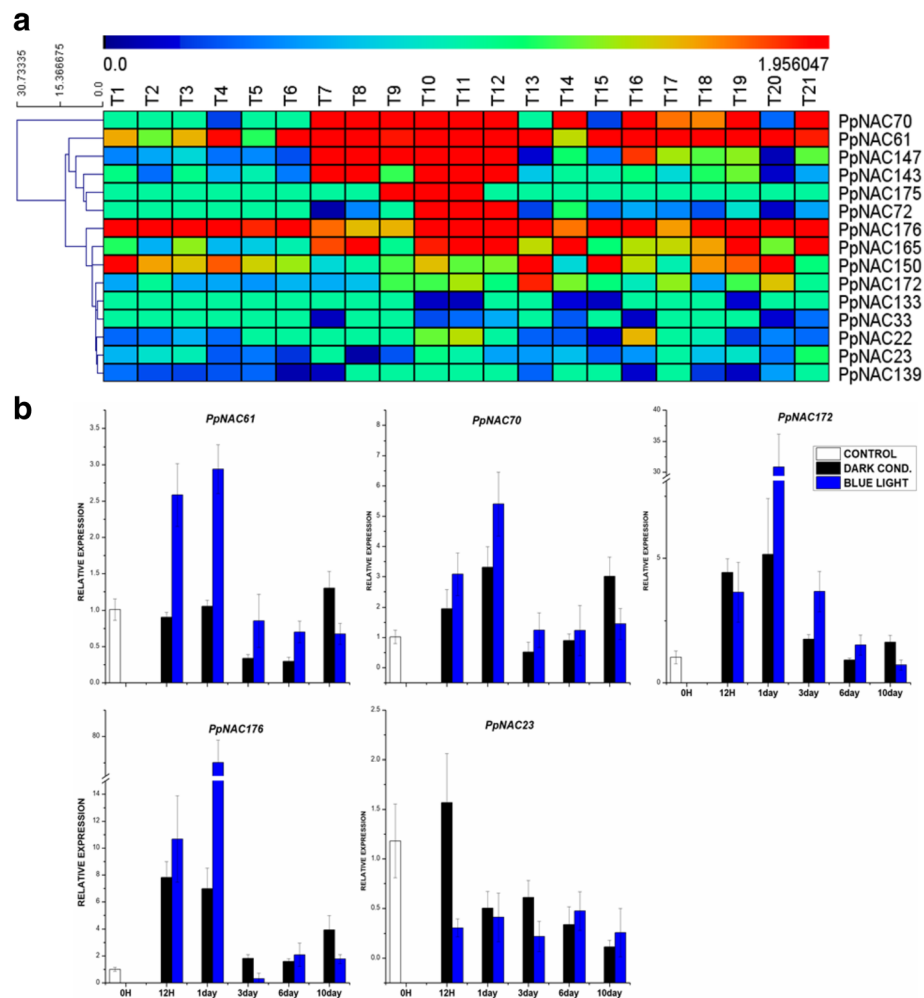 a
0.0
1.956047
30.73335
15.366675
0.0
T1 T2 T3 T4 T5 T6 T7 T8 T9 T10 T11 T12 T13 T14 T15 T16 T17 T18 T19 T20 T21
PpNAC70
PpNAC61
PpNAC147
PpNAC143
PpNAC175
PpNAC72
PpNAC176
PpNAC165
PpNAC150
PpNAC172
PpNAC133
PpNAC33
PpNAC22
PpNAC23
PpNAC139
b
PpNAC61
RELATIVE EXPRESSION
3.5
3.0
2.5
2.0
1.5
1.0
0.5
0.0
PpNAC70
RELATIVE EXPRESSION
8
7
6
5
4
3
2
1
0
PpNAC172
CONTROL
DARK COND.
BLUE LIGHT
RELATIVE EXPRESSION
40
35
30
5
0
0H 12H 1day 3day 6day 10day
PpNAC176
RELATIVE EXPRESSION
80
14
12
10
8
6
4
2
0
0H 12H 1day 3day 6day 10day
PpNAC23
RELATIVE EXPRESSION
2.5
2.0
1.5
1.0
0.5
0.0
0H 12H 1day 3day 6day 10day